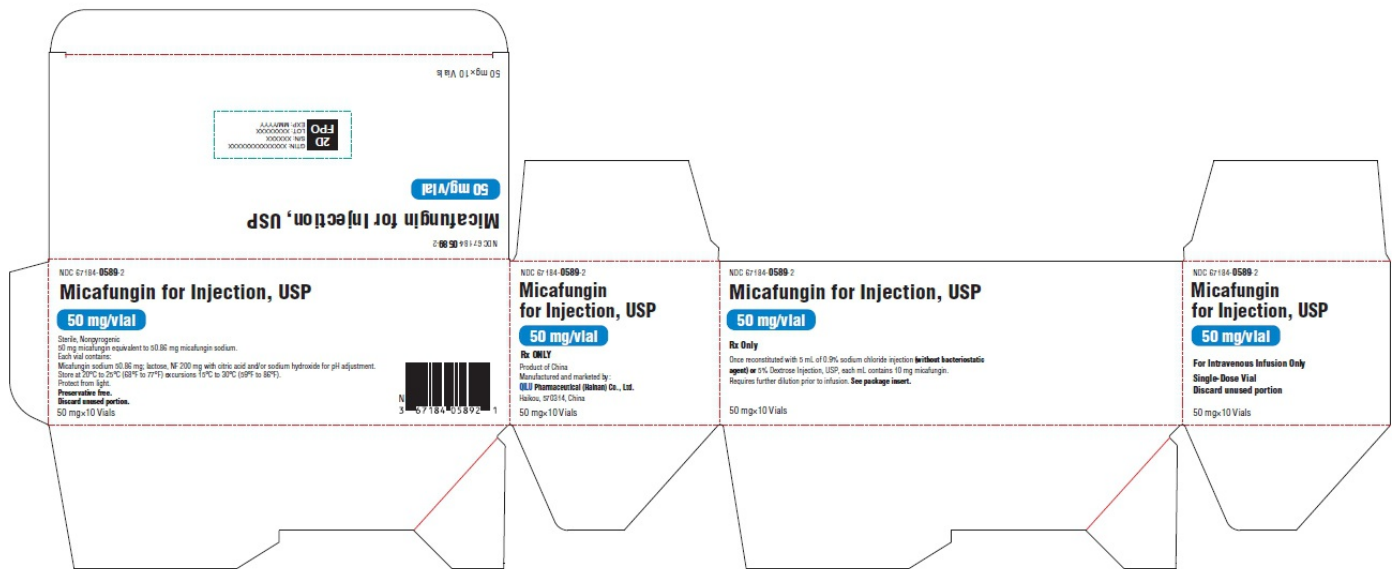 50 mg×10 Vials
2D
FPO
GTIN: XXXXXXXXXXXXXX
S/N: XXXXXX
LOT: XXXXXXXX
EXP: MM/YYYY
50 mg/vial
Micafungin for Injection, USP
NDC 67184-0589-2
NDC 67184-0589-2
Micafungin for Injection, USP
50 mg/vial
Sterile, Nonpyrogenic
50 mg micafungin equivalent to 50.86 mg micafungin sodium.
Each vial contains:
Micafungin sodium 50.86 mg; lactose, NF 200 mg with citric acid and/or sodium hydroxide for pH adjustment.
Store at 20°C to 25°C (68°F to 77°F) excursions 15°C to 30°C (59°F to 86°F).
Protect from light.
Preservative free.
Discard unused portion.
50 mg×10 Vials
N
3 67184 05892 1
NDC 67184-0589-2
Micafungin
for Injection, USP
50 mg/vial
Rx ONLY
Product of China
Manufactured and marketed by:
QILU Pharmaceutical (Hainan) Co., Ltd.
Haikou, 570314, China
50 mg×10 Vials
NDC 67184-0589-2
Micafungin for Injection, USP
50 mg/vial
Rx Only
Once reconstituted with 5 mL of 0.9% sodium chloride injection (without bacteriostatic
agent) or 5% Dextrose Injection, USP, each mL contains 10 mg micafungin.
Requires further dilution prior to infusion. See package insert.
50 mg×10 Vials
NDC 67184-0589-2
Micafungin
for Injection, USP
50 mg/vial
For Intravenous Infusion Only
Single-Dose Vial
Discard unused portion
50 mg×10 Vials